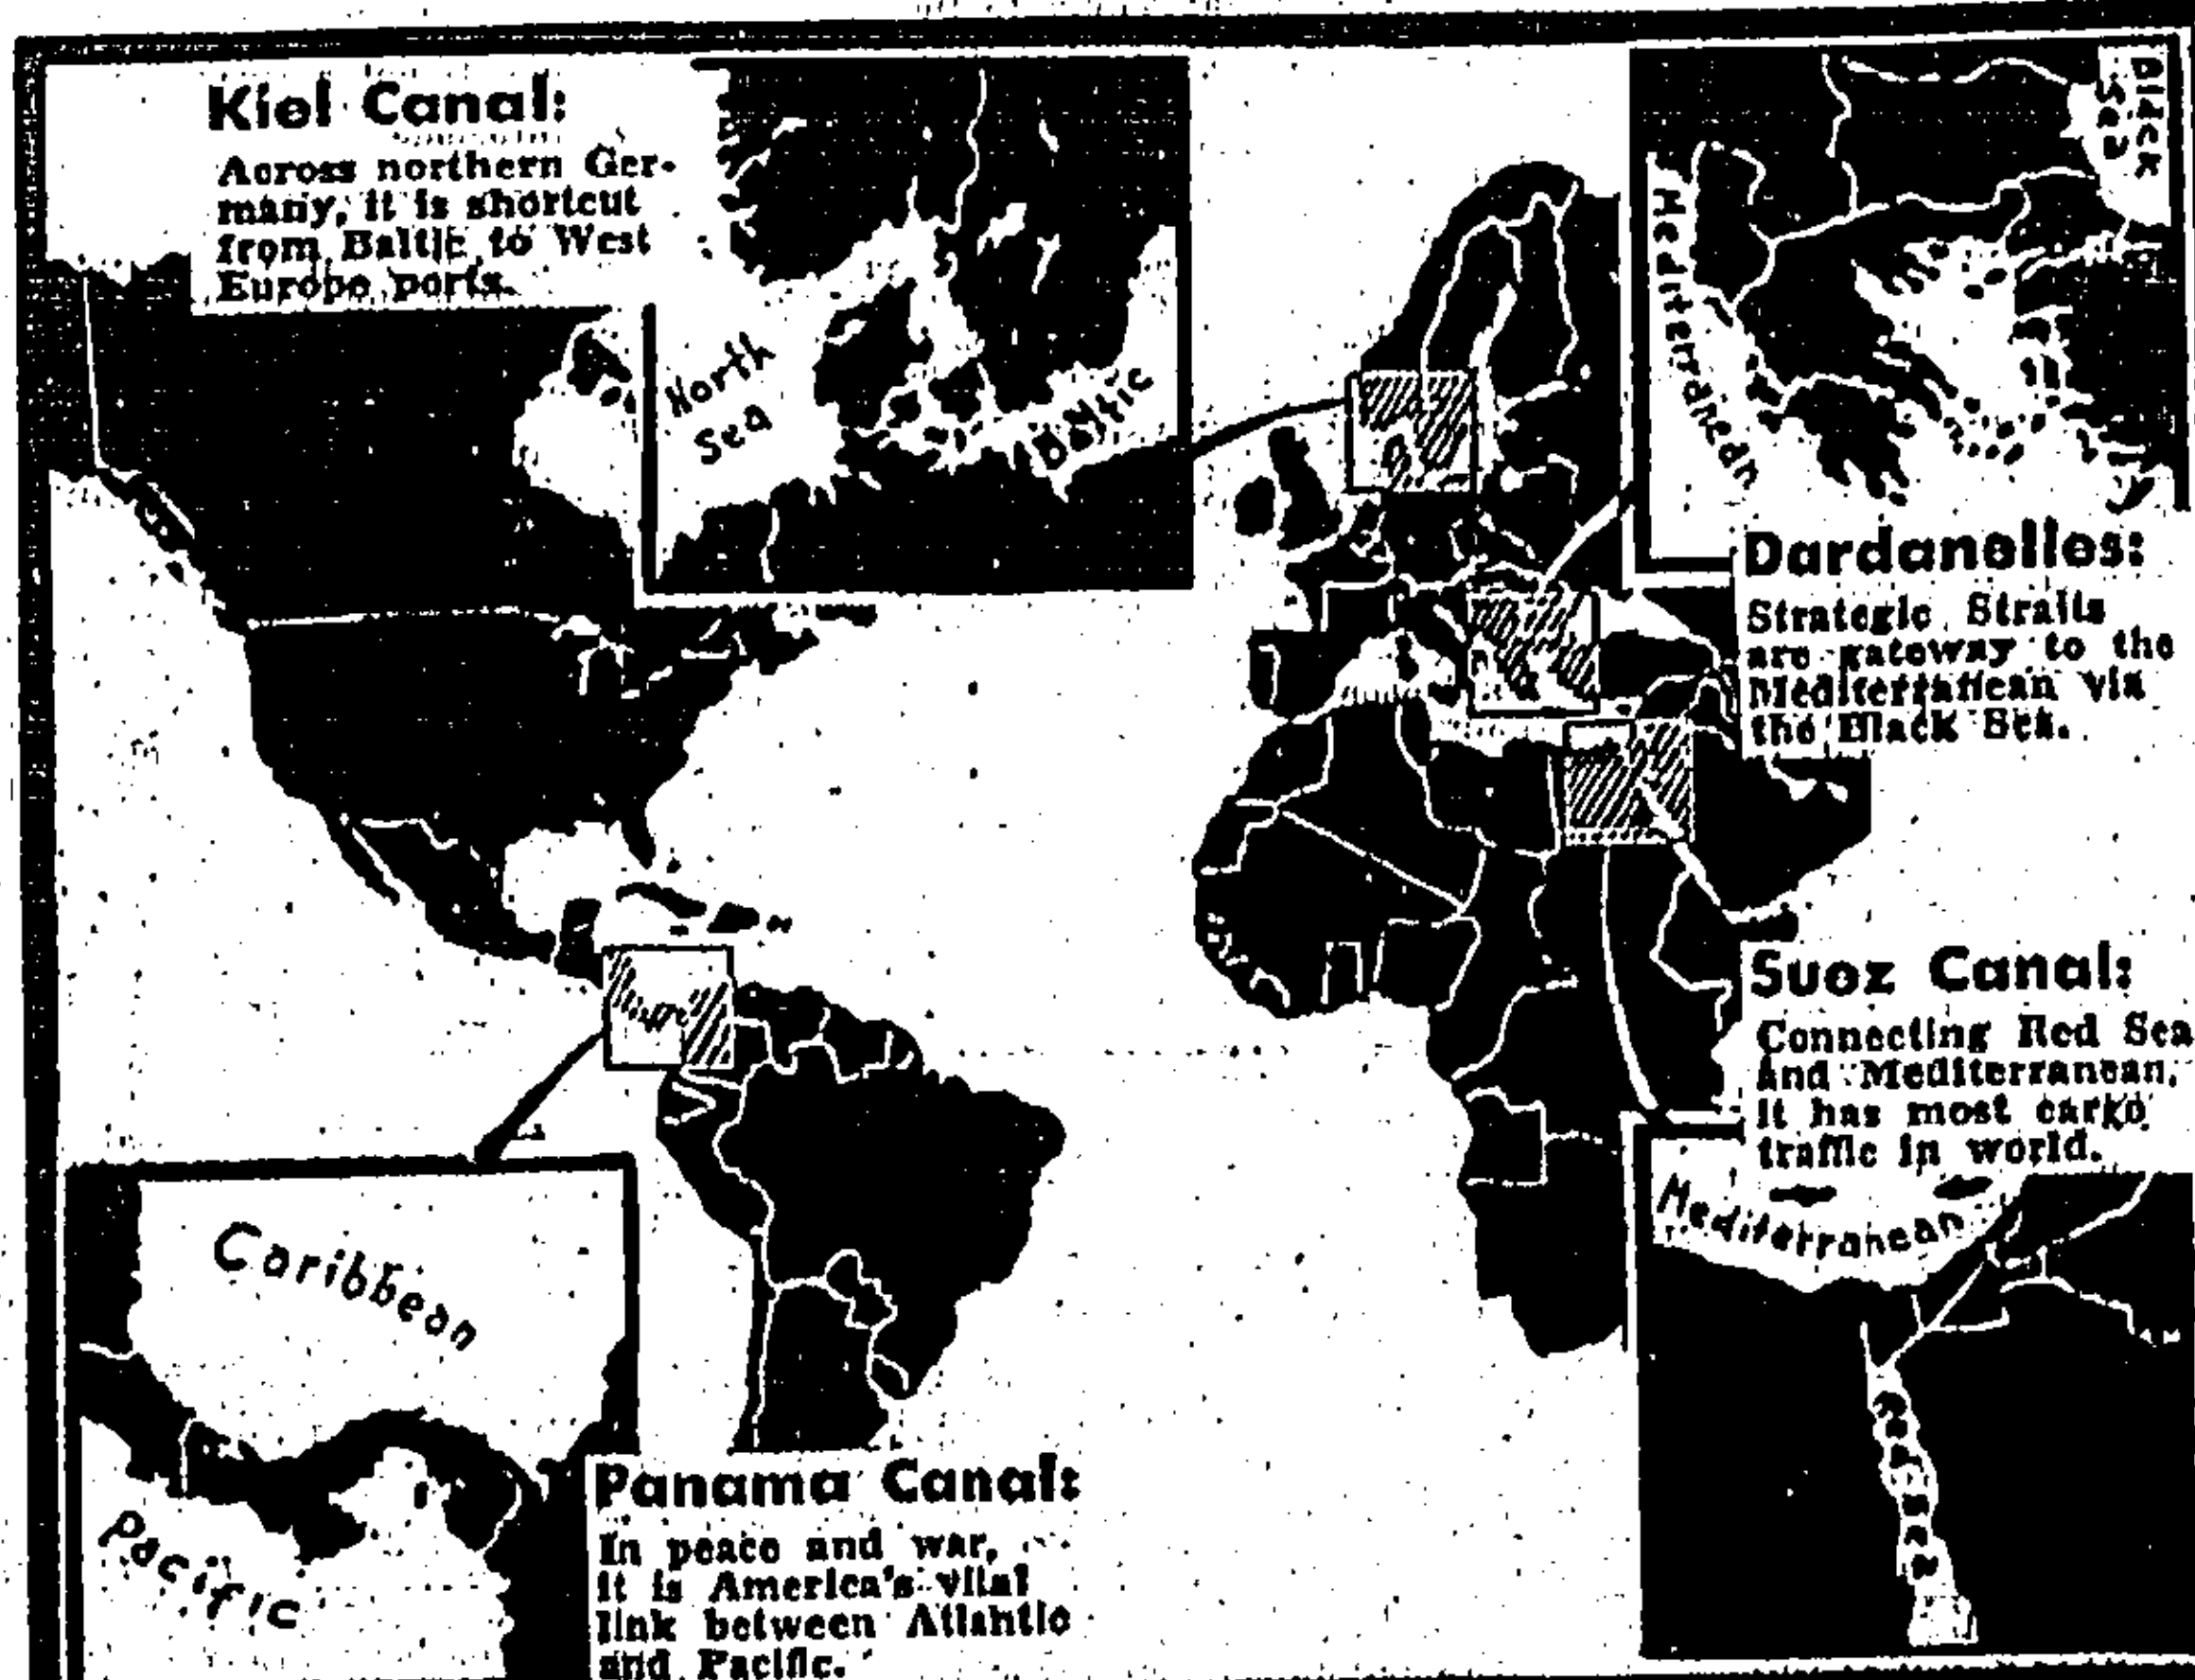 Kiel Canal:
Across northern Ger-
many, it is shortcut
from Baltic to West
Europe ports.
North
Sea
Baltic
Black
Sea
Mediterranean
Dardanelles:
Strategic Straits
are gateway to the
Mediterranean via
the Black Sea.
Suez Canal:
Connecting Red Sea
and Mediterranean,
it has most cargo
traffic in world.
Mediterranean
Caribbean
Pacific
Panama Canal:
In peace and war,
it is America's vital
link between Atlantic
and Pacific.